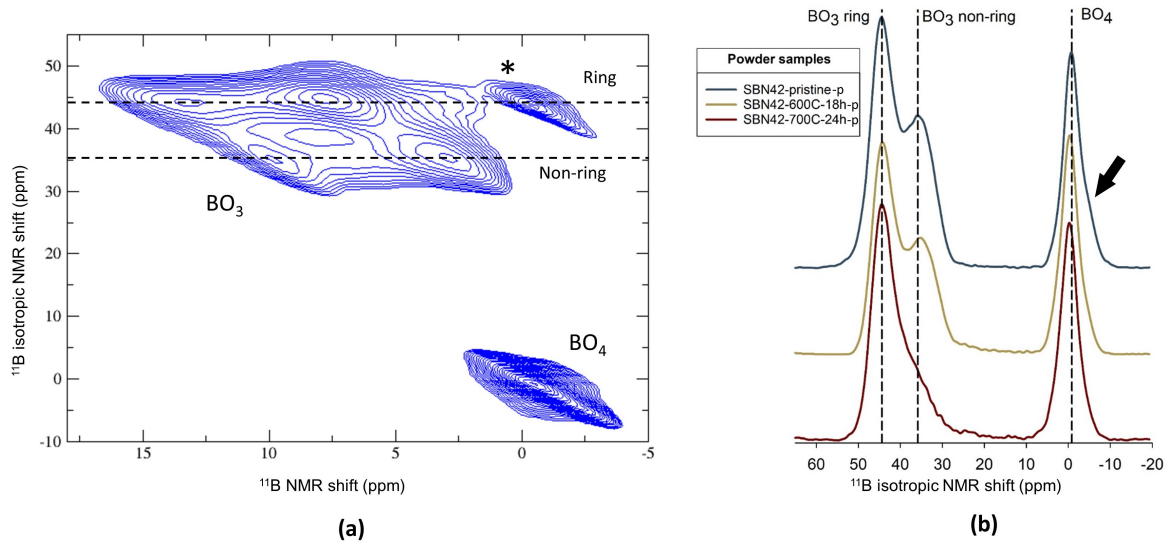 50
40
30
20
10
0
-10
15
10
5
0
-5
¹¹B isotropic NMR shift (ppm)
¹¹B NMR shift (ppm)
*
Ring
Non-ring
BO₃
BO₄
(a)
BO₃ ring
BO₃ non-ring
BO₄
Powder samples
SBN42-pristine-p
SBN42-600C-18h-p
SBN42-700C-24h-p
60 50 40 30 20 10 0 -10 -20
¹¹B isotropic NMR shift (ppm)
(b)